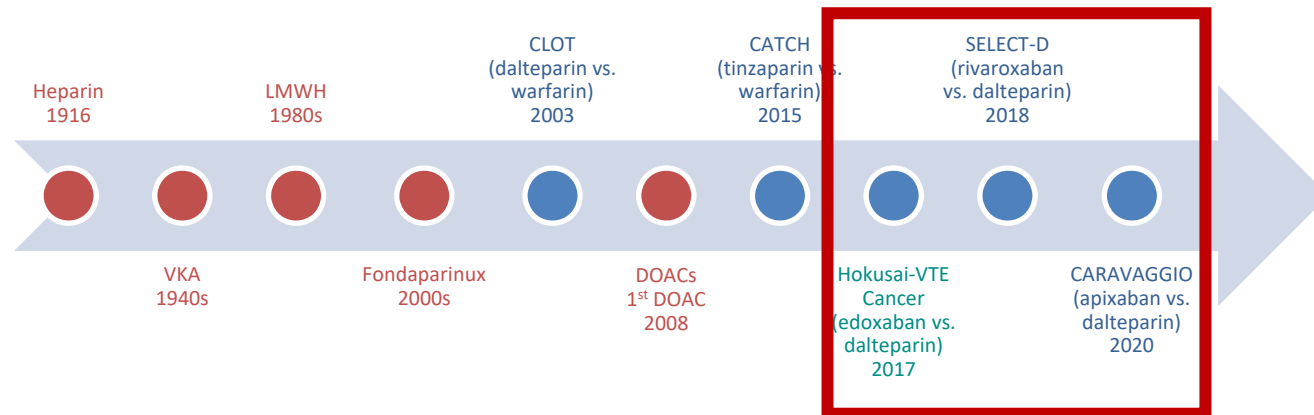 Heparin
1916
VKA
1940s
LMWH
1980s
Fondaparinux
2000s
CLOT
(dalteparin vs.
warfarin)
2003
DOACs
1st DOAC
2008
CATCH
(tinzaparin vs.
warfarin)
2015
Hokusai-VTE
Cancer
(edoxaban vs.
dalteparin)
2017
SELECT-D
(rivaroxaban
vs. dalteparin)
2018
CARAVAGGIO
(apixaban vs.
dalteparin)
2020